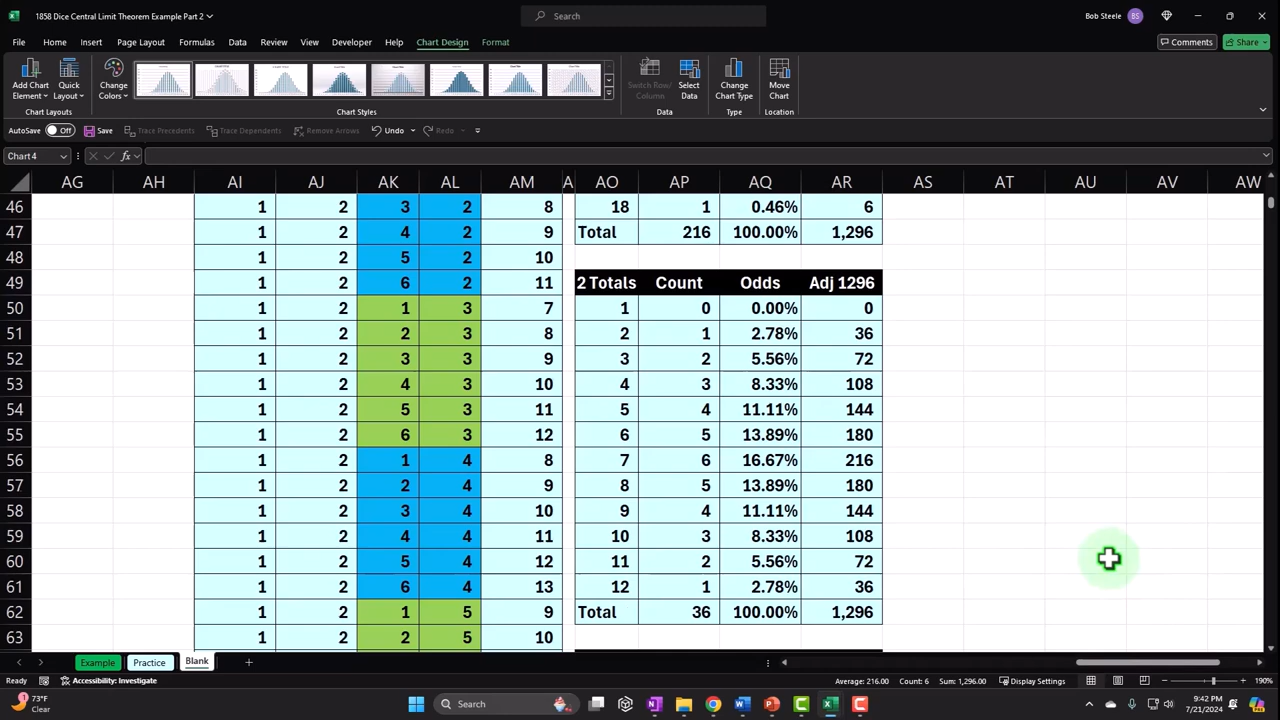 1858 Dice Central Limit Theorem Example Part 2
Search
Bob Steele BS
File Home Insert Page Layout Formulas Data Review View Developer Help Chart Design Format
Comments Share
Add Chart Element Quick Layout Change Colors Switch Row/Column Select Data Change Chart Type Move Chart
Chart Layouts Chart Styles Data Type Location
AutoSave Off Save Trace Precedents Trace Dependents Remove Arrows Undo Redo
Chart 4 fx
AG AH AI AJ AK AL AM A AO AP AQ AR AS AT AU AV AW
46 1 2 3 2 8 18 1 0.46% 6
47 1 2 4 2 9 Total 216 100.00% 1,296
48 1 2 5 2 10
49 1 2 6 2 11 2 Totals Count Odds Adj 1296
50 1 2 1 3 7 1 0 0.00% 0
51 1 2 2 3 8 2 1 2.78% 36
52 1 2 3 3 9 3 2 5.56% 72
53 1 2 4 3 10 4 3 8.33% 108
54 1 2 5 3 11 5 4 11.11% 144
55 1 2 6 3 12 6 5 13.89% 180
56 1 2 1 4 8 7 6 16.67% 216
57 1 2 2 4 9 8 5 13.89% 180
58 1 2 3 4 10 9 4 11.11% 144
59 1 2 4 4 11 10 3 8.33% 108
60 1 2 5 4 12 11 2 5.56% 72
61 1 2 6 4 13 12 1 2.78% 36
62 1 2 1 5 9 Total 36 100.00% 1,296
63 1 2 2 5 10
Example Practice Blank
Ready Accessibility: Investigate Average: 216.00 Count: 6 Sum: 1,296.00 Display Settings 190%
73°F
Clear
Search
9:42 PM
7/21/2024